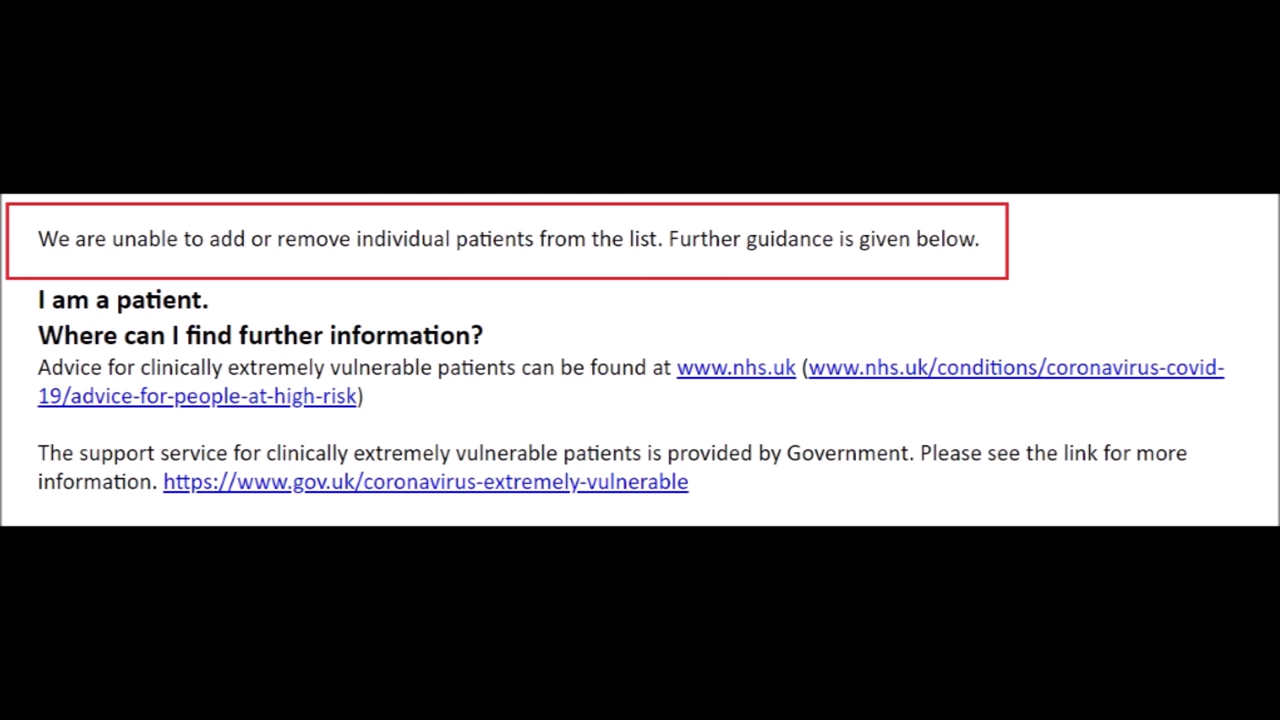 We are unable to add or remove individual patients from the list. Further guidance is given below.
I am a patient.
Where can I find further information?
Advice for clinically extremely vulnerable patients can be found at www.nhs.uk (www.nhs.uk/conditions/coronavirus-covid-
19/advice-for-people-at-high-risk)
The support service for clinically extremely vulnerable patients is provided by Government. Please see the link for more
information. https://www.gov.uk/coronavirus-extremely-vulnerable